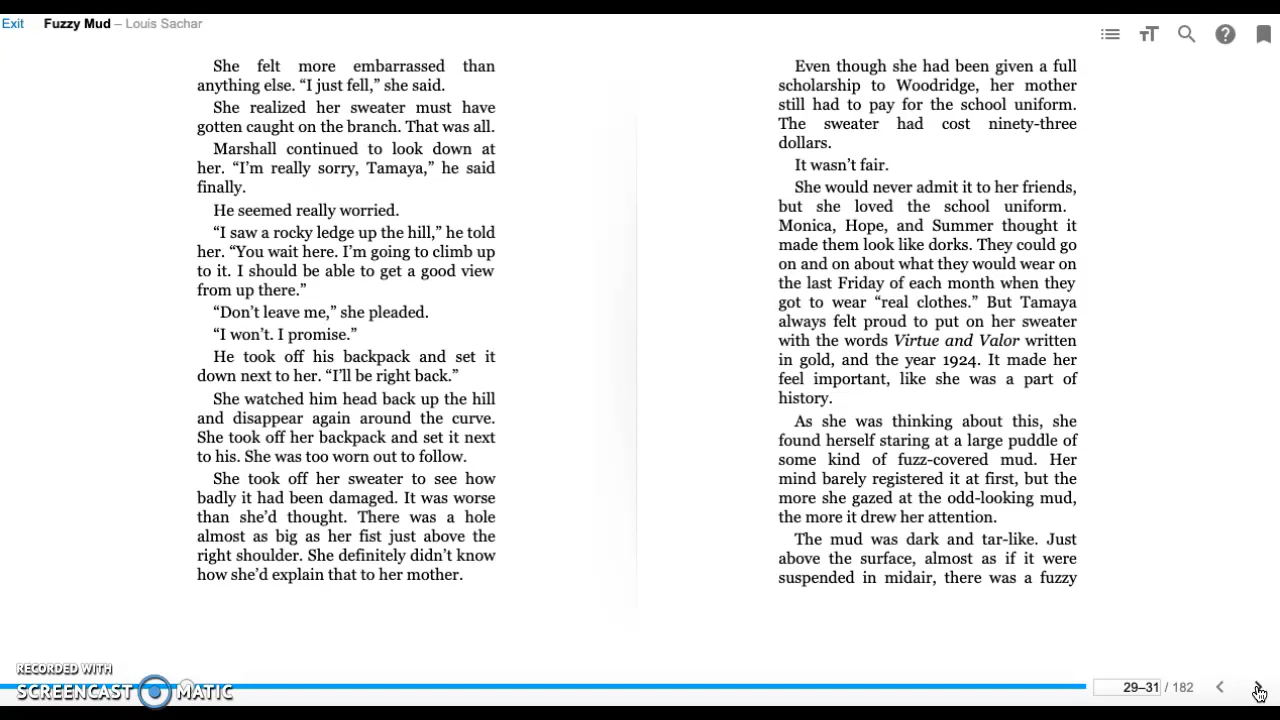 Exit Fuzzy Mud – Louis Sachar
She felt more embarrassed than
anything else. “I just fell,” she said.
She realized her sweater must have
gotten caught on the branch. That was all.
Marshall continued to look down at
her. “I’m really sorry, Tamaya,” he said
finally.
He seemed really worried.
“I saw a rocky ledge up the hill,” he told
her. “You wait here. I’m going to climb up
to it. I should be able to get a good view
from up there.”
“Don’t leave me,” she pleaded.
“I won’t. I promise.”
He took off his backpack and set it
down next to her. “I’ll be right back.”
She watched him head back up the hill
and disappear again around the curve.
She took off her backpack and set it next
to his. She was too worn out to follow.
She took off her sweater to see how
badly it had been damaged. It was worse
than she’d thought. There was a hole
almost as big as her fist just above the
right shoulder. She definitely didn’t know
how she’d explain that to her mother.
Even though she had been given a full
scholarship to Woodridge, her mother
still had to pay for the school uniform.
The sweater had cost ninety-three
dollars.
It wasn’t fair.
She would never admit it to her friends,
but she loved the school uniform.
Monica, Hope, and Summer thought it
made them look like dorks. They could go
on and on about what they would wear on
the last Friday of each month when they
got to wear “real clothes.” But Tamaya
always felt proud to put on her sweater
with the words Virtue and Valor written
in gold, and the year 1924. It made her
feel important, like she was a part of
history.
As she was thinking about this, she
found herself staring at a large puddle of
some kind of fuzz-covered mud. Her
mind barely registered it at first, but the
more she gazed at the odd-looking mud,
the more it drew her attention.
The mud was dark and tar-like. Just
above the surface, almost as if it were
suspended in midair, there was a fuzzy
RECORDED WITH
SCREENCAST MATIC
29–31 / 182